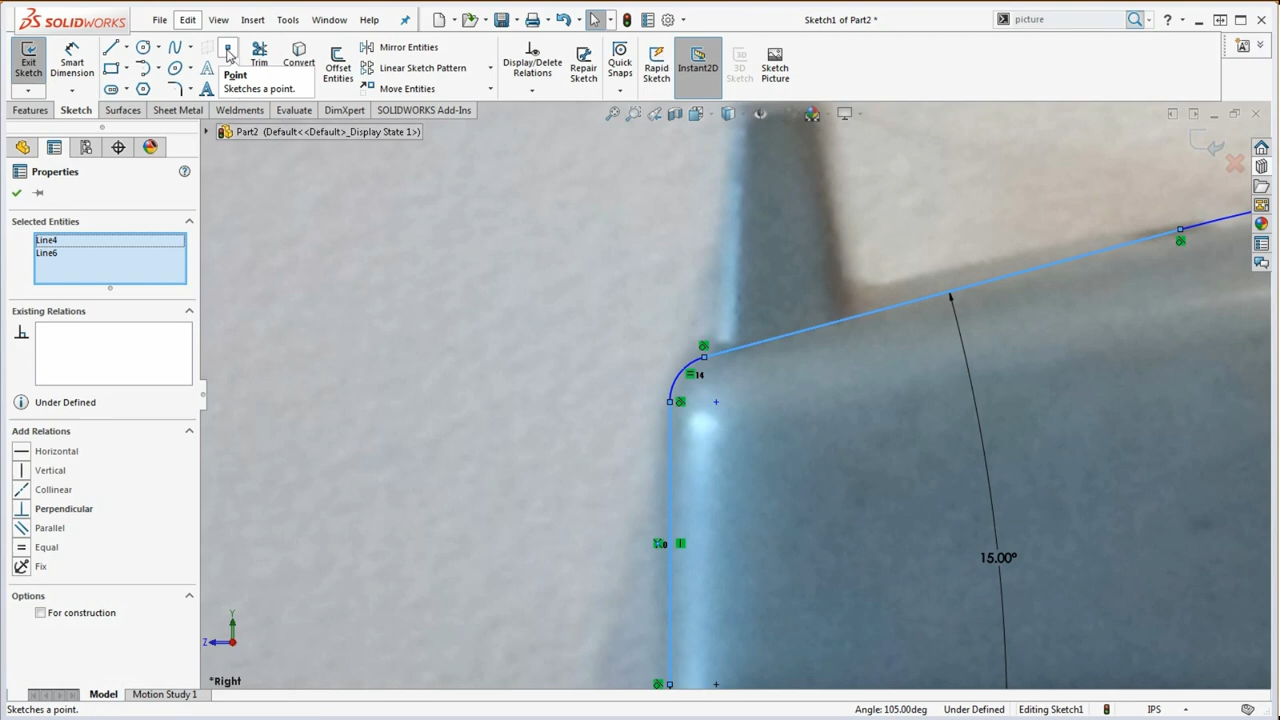 SOLIDWORKS
File
Edit
View
Insert
Tools
Window
Help
Sketch1 of Part2 *
picture
Exit Sketch
Smart Dimension
Trim
Convert
Offset Entities
Mirror Entities
Linear Sketch Pattern
Move Entities
Display/Delete Relations
Repair Sketch
Quick Snaps
Rapid Sketch
Instant2D
3D Sketch
Sketch Picture
Point
Sketches a point.
Features
Sketch
Surfaces
Sheet Metal
Weldments
Evaluate
DimXpert
SOLIDWORKS Add-Ins
Part2 (Default<<Default>_Display State 1>)
Properties
Selected Entities
Line4
Line6
Existing Relations
Under Defined
Add Relations
Horizontal
Vertical
Collinear
Perpendicular
Parallel
Equal
Fix
Options
For construction
14
15.00°
Y
Z
*Right
Model
Motion Study 1
Sketches a point.
Angle: 105.00deg
Under Defined
Editing Sketch1
IPS